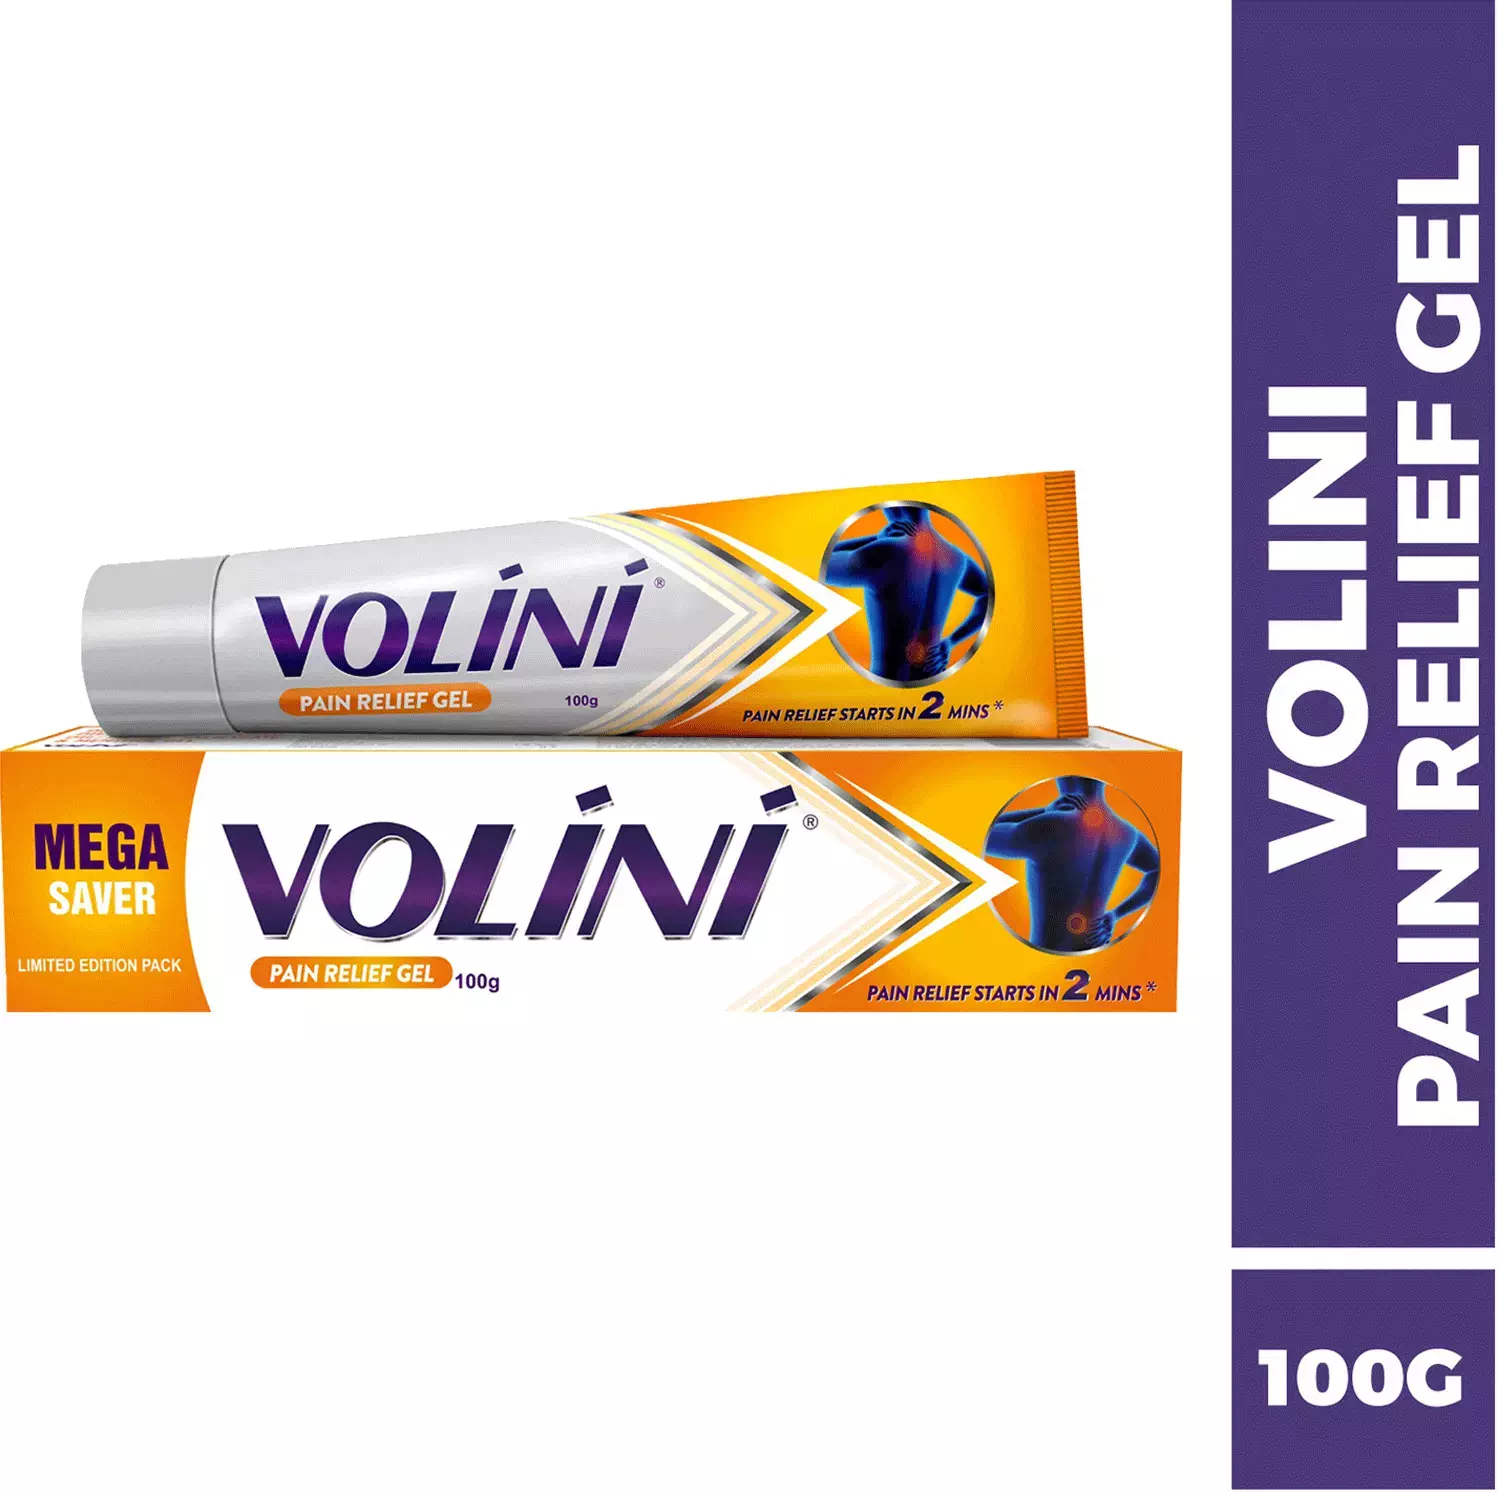 VOLINI®
PAIN RELIEF GEL
100g
PAIN RELIEF STARTS IN 2 MINS*
MEGA
SAVER
LIMITED EDITION PACK
VOLINI®
PAIN RELIEF GEL 100g
PAIN RELIEF STARTS IN 2 MINS*
VOLINI
PAIN RELIEF GEL
100G